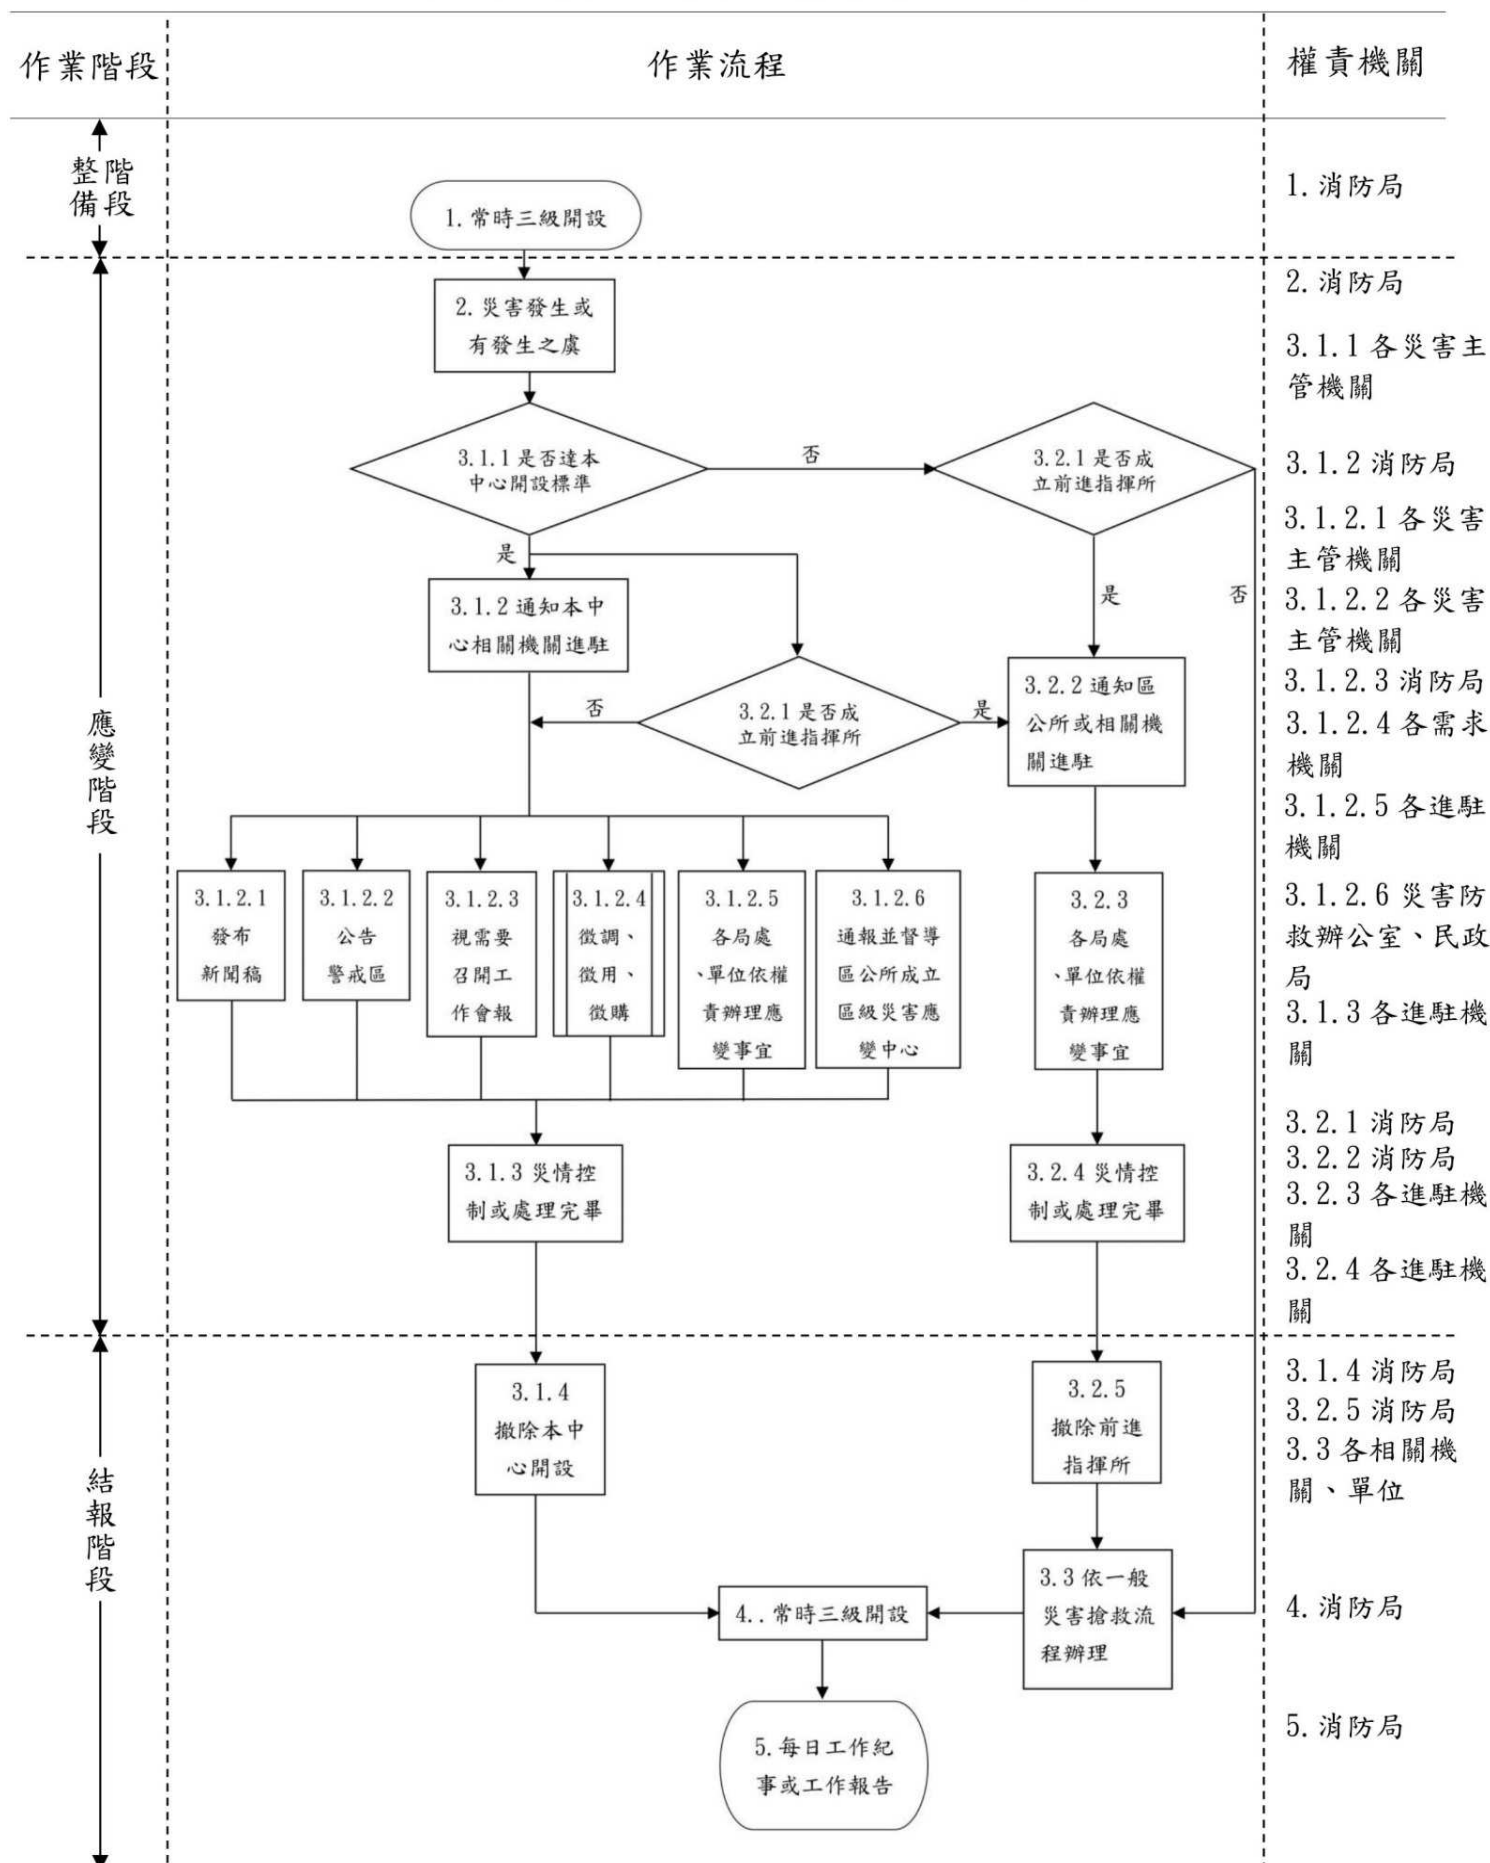 作業階段
作業流程
權責機關
整階
備段
1.常時三級開設
1.消防局
應變階段
2.災害發生或
有發生之虞
3.1.1是否達本
中心開設標準
否
3.2.1是否成
立前進指揮所
是
是
否
3.1.2通知本中
心相關機關進駐
3.2.1是否成
立前進指揮所
否
是
3.2.2通知區
公所或相關機
關進駐
3.1.2.1
發布
新聞稿
3.1.2.2
公告
警戒區
3.1.2.3
視需要
召開工
作會報
3.1.2.4
徵調、
徵用、
徵購
3.1.2.5
各局處
、單位依權
責辦理應
變事宜
3.1.2.6
通報並督導
區公所成立
區級災害應
變中心
3.2.3
各局處
、單位依權
責辦理應
變事宜
3.1.3災情控
制或處理完畢
3.2.4災情控
制或處理完畢
2.消防局
3.1.1各災害主
管機關
3.1.2消防局
3.1.2.1各災害
主管機關
3.1.2.2各災害
主管機關
3.1.2.3消防局
3.1.2.4各需求
機關
3.1.2.5各進駐
機關
3.1.2.6災害防
救辦公室、民政
局
3.1.3各進駐機
關
3.2.1消防局
3.2.2消防局
3.2.3各進駐機
關
3.2.4各進駐機
關
結報階段
3.1.4
撤除本中
心開設
3.2.5
撤除前進
指揮所
3.3依一般
災害搶救流
程辦理
4..常時三級開設
5.每日工作紀
事或工作報告
3.1.4消防局
3.2.5消防局
3.3各相關機
關、單位
4.消防局
5.消防局